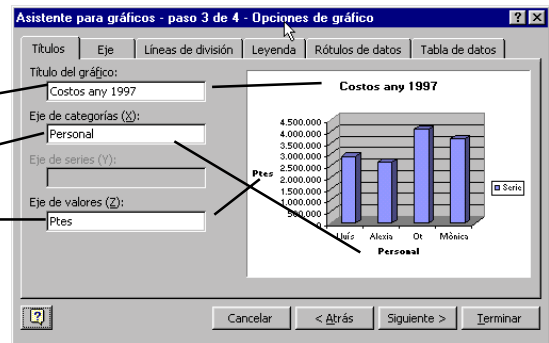 Asistente para gráficos - paso 3 de 4 - Opciones de gráfico
Títulos Eje Líneas de división Leyenda Rótulos de datos Tabla de datos
Título del gráfico:
Costos any 1997
Eje de categorías (X):
Personal
Eje de series (Y):
Eje de valores (Z):
Ptes
Costos any 1997
4.500.000
4.000.000
3.500.000
3.000.000
2.500.000
2.000.000
1.500.000
1.000.000
500.000
Ptes
Lluís Alexia Ot Mònica
Personal
Serie
Cancelar < Atrás Siguiente > Terminar